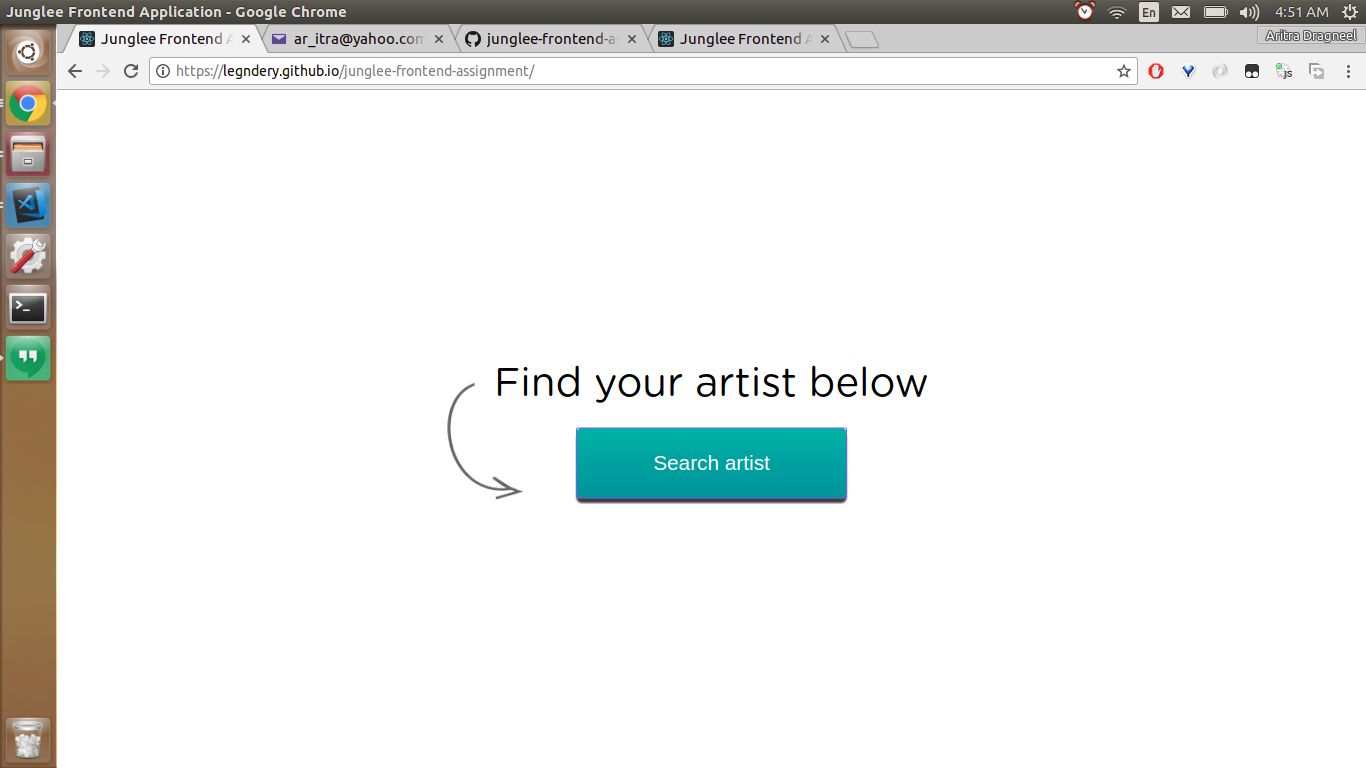 Junglee Frontend Application - Google Chrome
En
4:51 AM
Junglee Frontend A
ar_itra@yahoo.com
junglee-frontend-a
Junglee Frontend A
Aritra Dragneel
https://legndery.github.io/junglee-frontend-assignment/
js
Find your artist below
Search artist